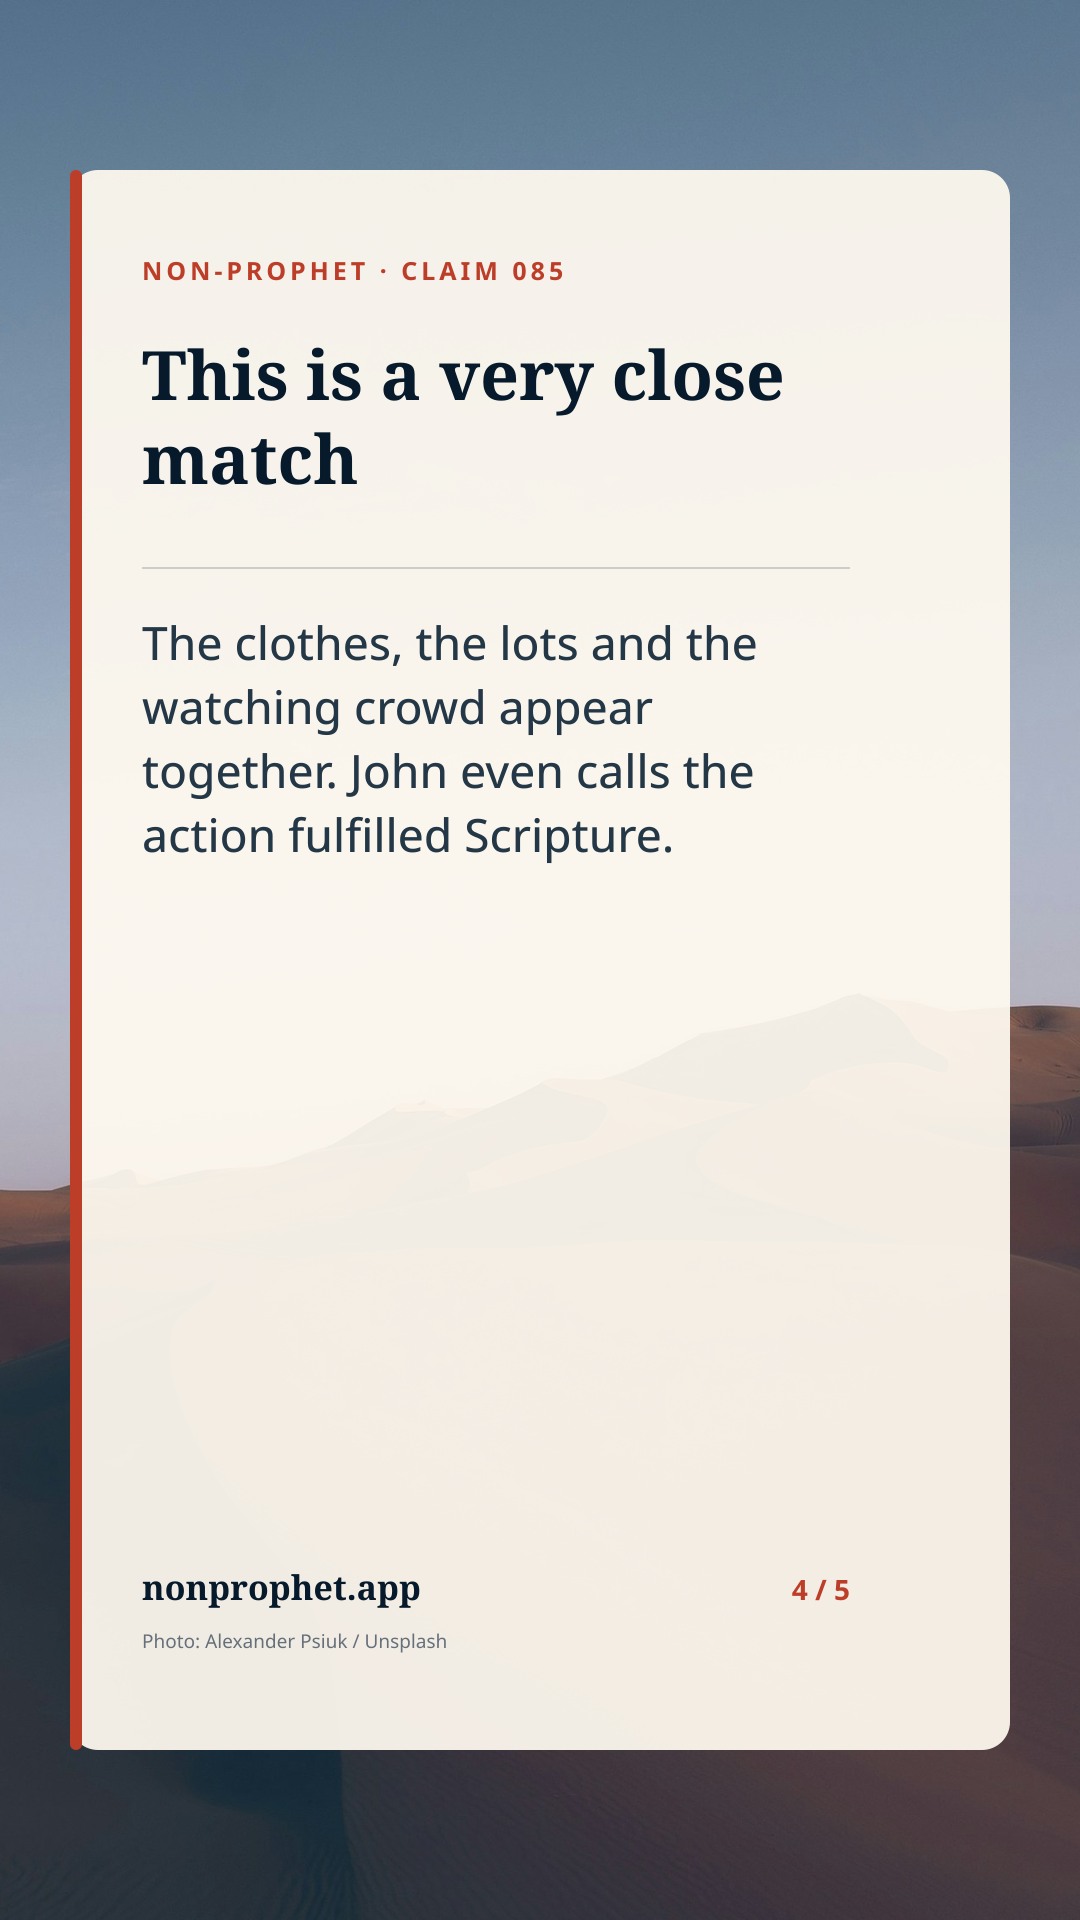 NON-PROPHET · CLAIM 085
This is a very close
match
The clothes, the lots and the
watching crowd appear
together. John even calls the
action fulfilled Scripture.
nonprophet.app
4 / 5
Photo: Alexander Psiuk / Unsplash